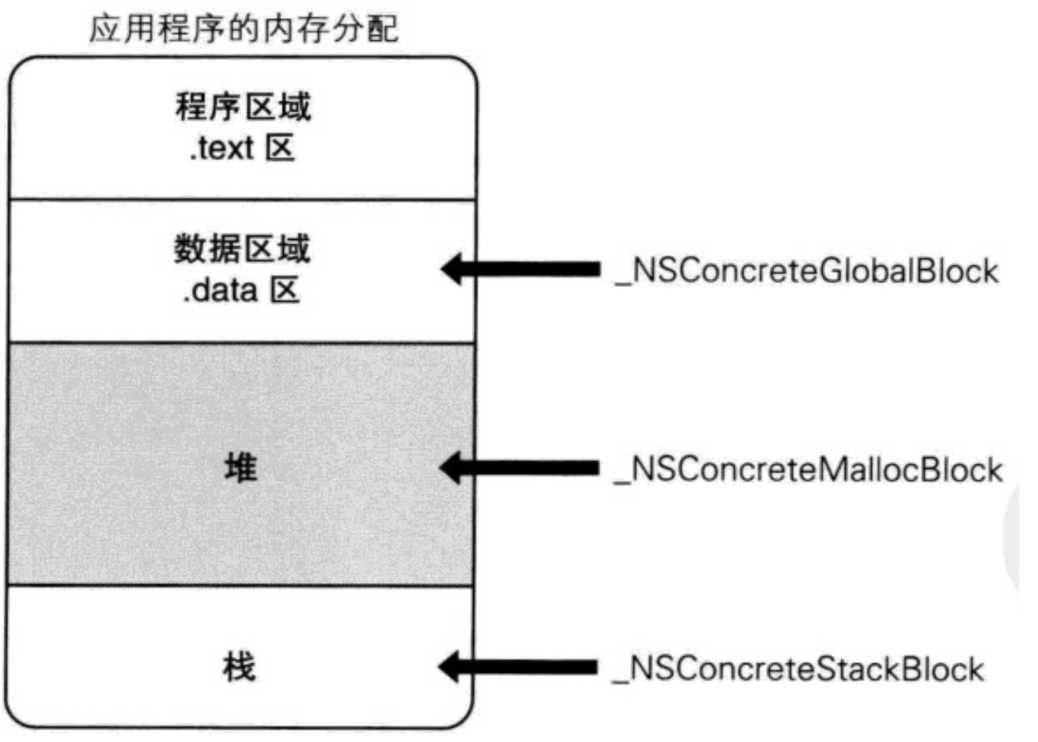 应用程序的内存分配
程序区域
.text 区
数据区域
.data 区
_NSConcreteGlobalBlock
堆
_NSConcreteMallocBlock
栈
_NSConcreteStackBlock